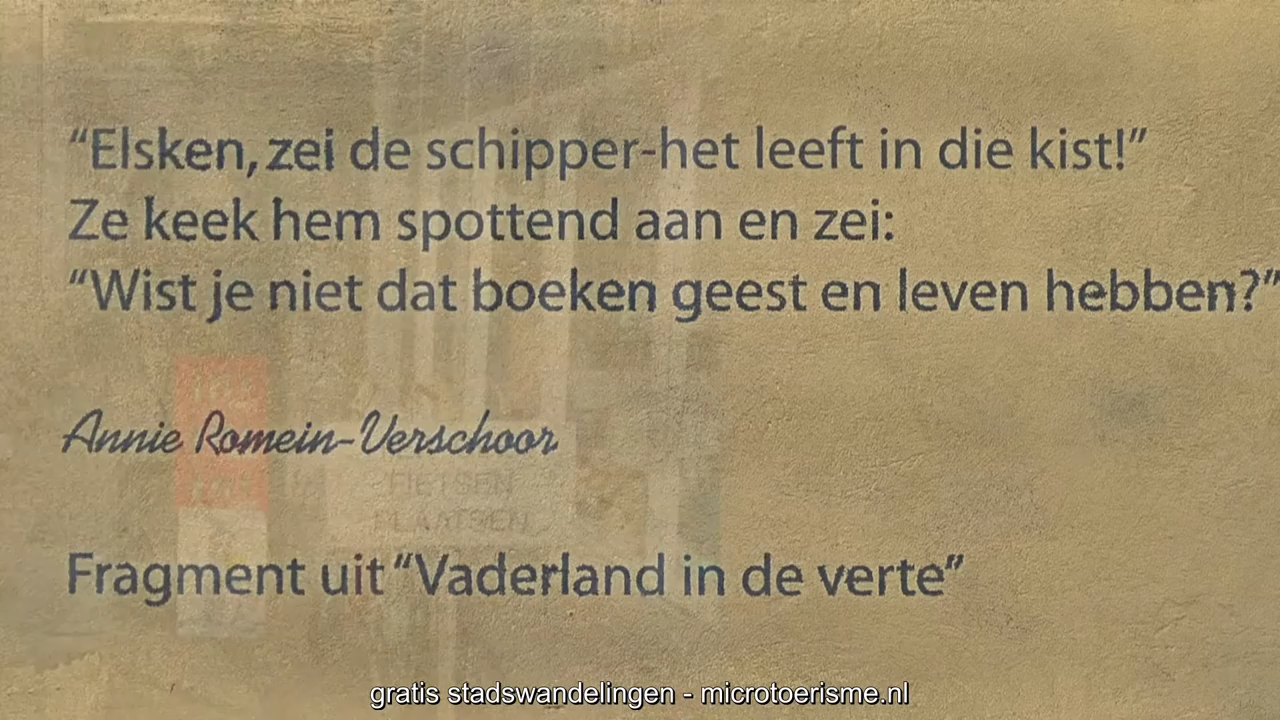 “Elsken, zei de schipper-het leeft in die kist!”
Ze keek hem spottend aan en zei:
“Wist je niet dat boeken geest en leven hebben?”
Annie Romein-Verschoor
FIETSEN
PLAATSEN
Fragment uit “Vaderland in de verte”
gratis stadswandelingen - microtoerisme.nl